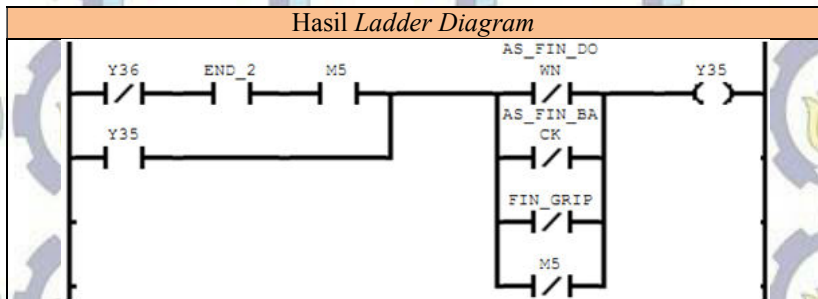 Hasil Ladder Diagram
AS_FIN_DO
Y36 END_2 M5 WN Y35
AS_FIN_BA
Y35 CK
FIN_GRIP
M5